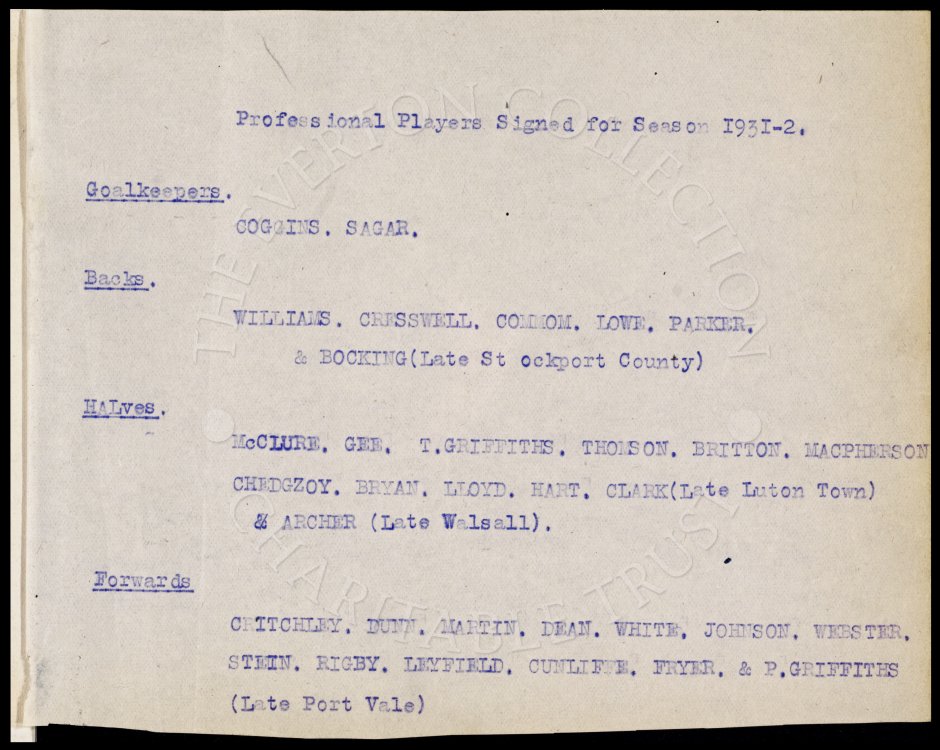 Professional Players Signed for Season I93I-2.
Goalkeepers.
COGGINS. SAGAR.
Backs.
WILLIAMS. CRESSWELL. COMMOM. LOWE. PARKER.
& BOCKING(Late St ockport County)
HALves.
McCLURE. GEE. T.GRIFFITHS. THOMSON. BRITTON. MACPHERSON
CHEDGZOY. BRYAN. LLOYD. HART. CLARK(Late Luton Town)
& ARCHER (Late Walsall).
Forwards
CRITCHLEY. DUNN. MARTIN. DEAN. WHITE. JOHNSON. WEBSTER.
STEIN. RIGBY. LEYFIELD. CUNLIFFE. FRYER. & P.GRIFFITHS
(Late Port Vale)
THE EVERTON COLLECTION
CHARITABLE TRUST